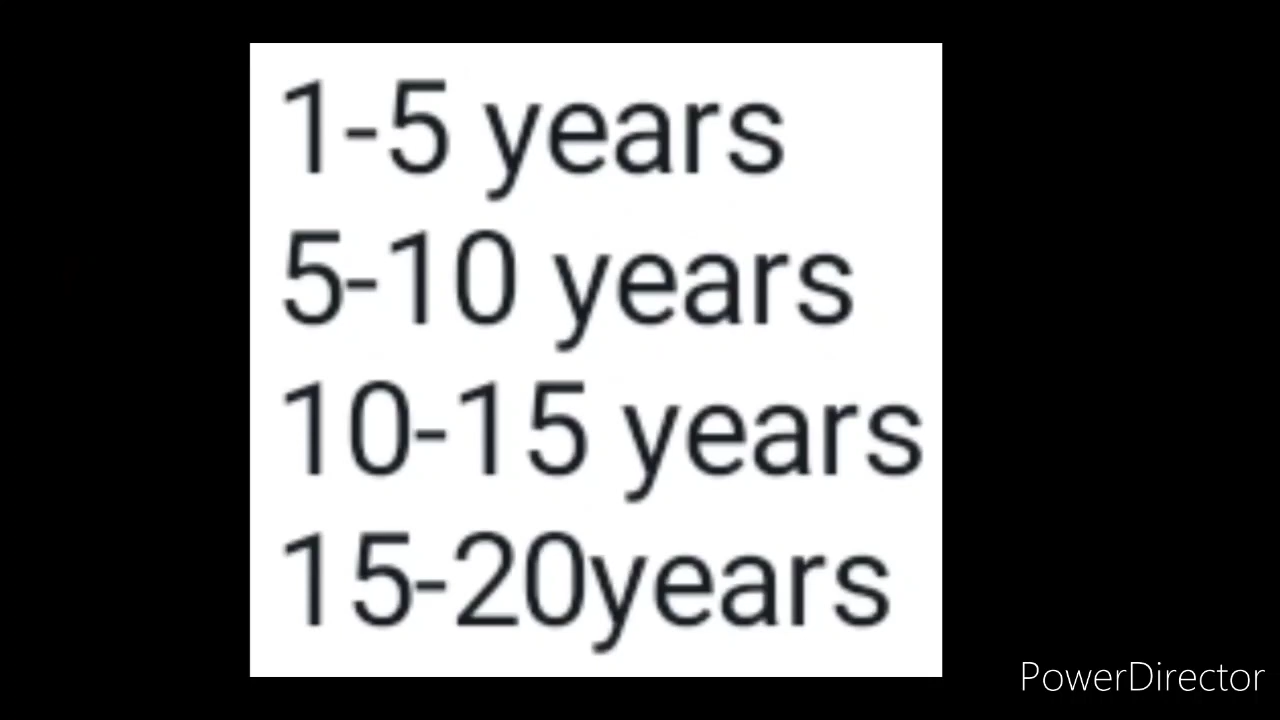 1-5 years
5-10 years
10-15 years
15-20years
PowerDirector